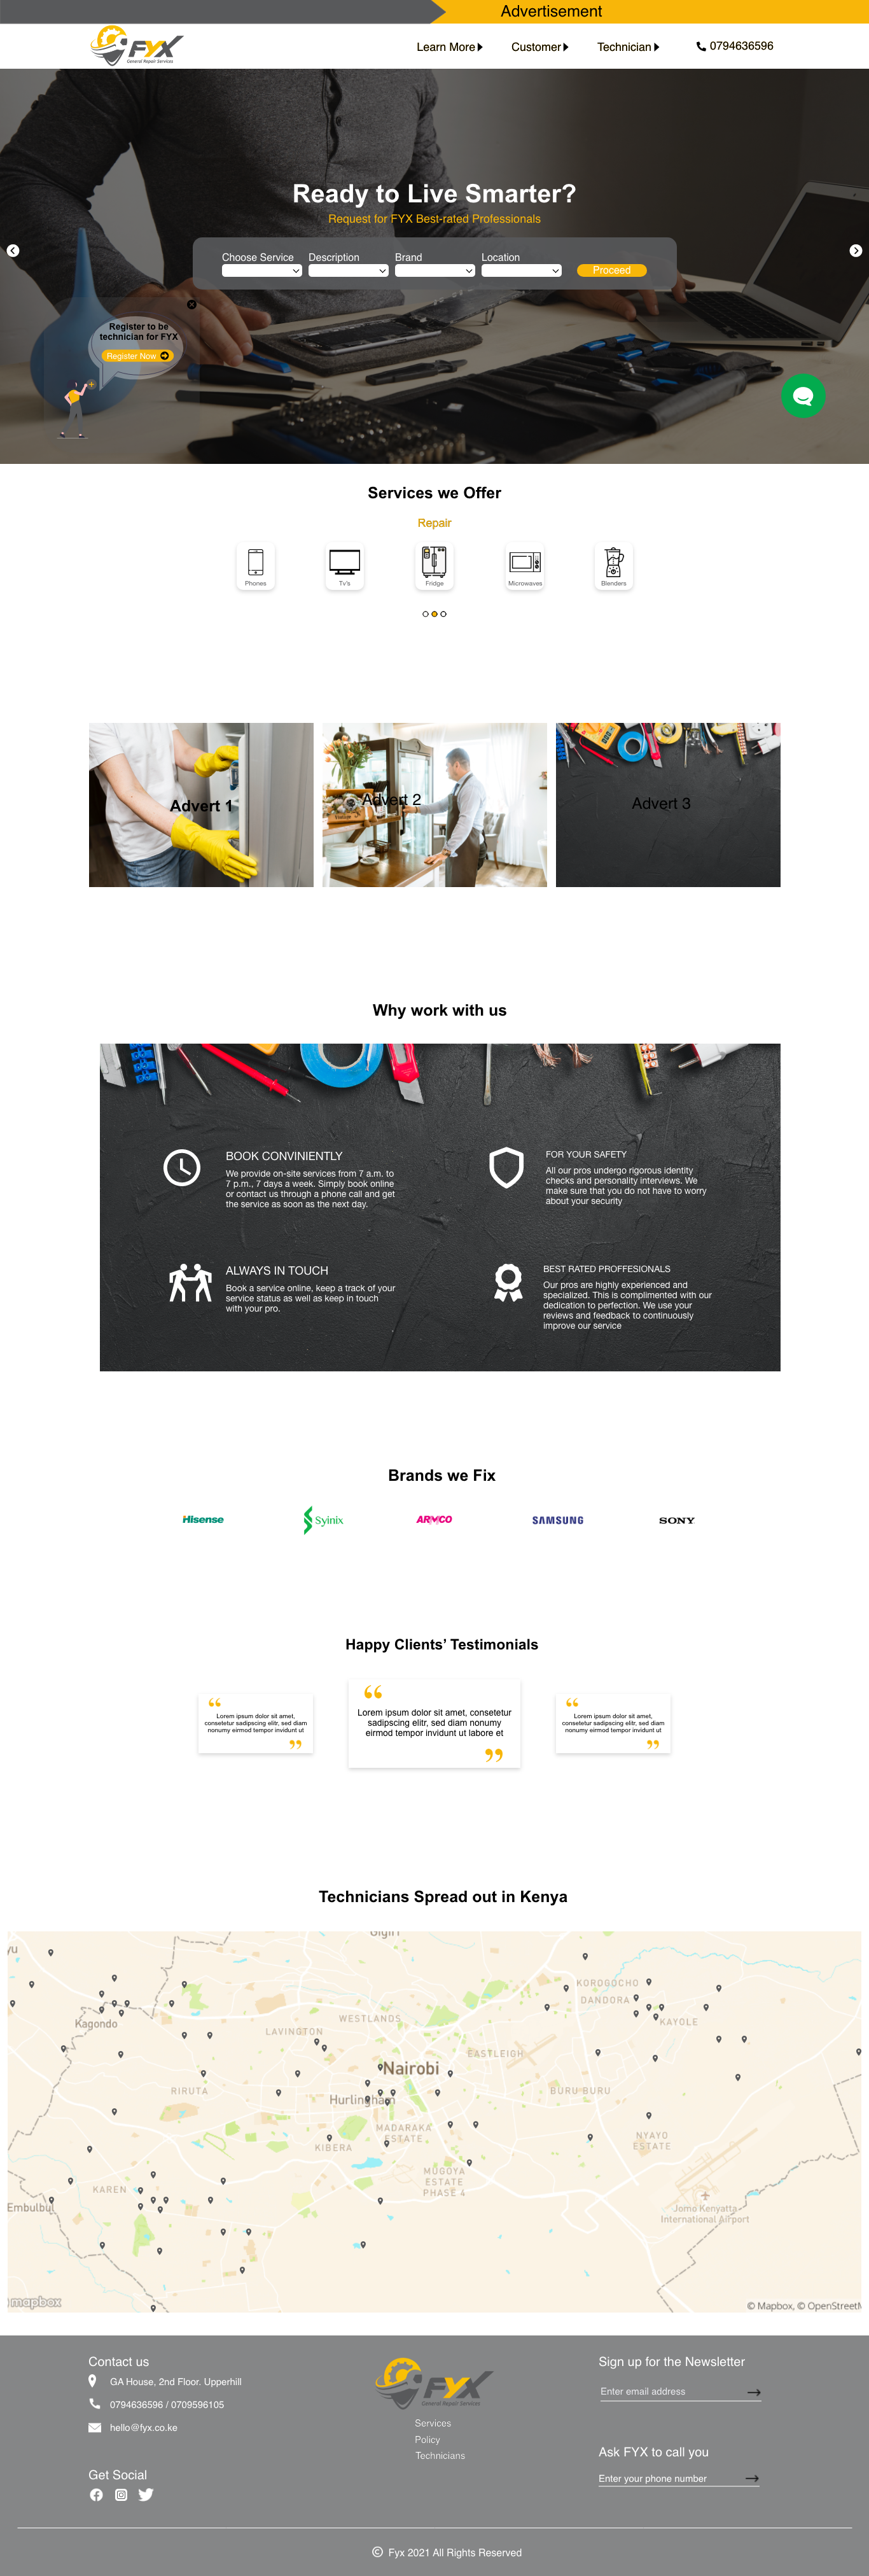 Advertisement
FYX
General Repair Services
Learn More
Customer
Technician
0794636596
Ready to Live Smarter?
Request for FYX Best-rated Professionals
Choose Service
Description
Brand
Location
Proceed
Register to be
technician for FYX
Register Now
Services we Offer
Repair
Phones
Tv's
Fridge
Microwaves
Blenders
Advert 1
Advert 2
Advert 3
Why work with us
BOOK CONVINIENTLY
We provide on-site services from 7 a.m. to
7 p.m., 7 days a week. Simply book online
or contact us through a phone call and get
the service as soon as the next day.
FOR YOUR SAFETY
All our pros undergo rigorous identity
checks and personality interviews. We
make sure that you do not have to worry
about your security
ALWAYS IN TOUCH
Book a service online, keep a track of your
service status as well as keep in touch
with your pro.
BEST RATED PROFFESIONALS
Our pros are highly experienced and
specialized. This is complimented with our
dedication to perfection. We use your
reviews and feedback to continuously
improve our service
Brands we Fix
Hisense
Syinix
ARMCO
SAMSUNG
SONY
Happy Clients' Testimonials
Lorem ipsum dolor sit amet,
consetetur sadipscing elitr, sed diam
nonumy eirmod tempor invidunt ut
Lorem ipsum dolor sit amet, consetetur
sadipscing elitr, sed diam nonumy
eirmod tempor invidunt ut labore et
Lorem ipsum dolor sit amet,
consetetur sadipscing elitr, sed diam
nonumy eirmod tempor invidunt ut
Technicians Spread out in Kenya
Gigiri
yu
KOROGOCHO
DANDORA
Kagondo
WESTLANDS
KAYOLE
LAVINGTON
EASTLEIGH
Nairobi
RIRUTA
BURU BURU
Hurlingham
MADARAKA
ESTATE
KIBERA
NYAYO
ESTATE
MUGOYA
ESTATE
PHASE 4
KAREN
Embulbul
Jomo Kenyatta
International Airport
mapbox
© Mapbox, © OpenStreetM
Contact us
GA House, 2nd Floor. Upperhill
0794636596 / 0709596105
hello@fyx.co.ke
Get Social
FYX
General Repair Services
Services
Policy
Technicians
Sign up for the Newsletter
Enter email address
Ask FYX to call you
Enter your phone number
© Fyx 2021 All Rights Reserved